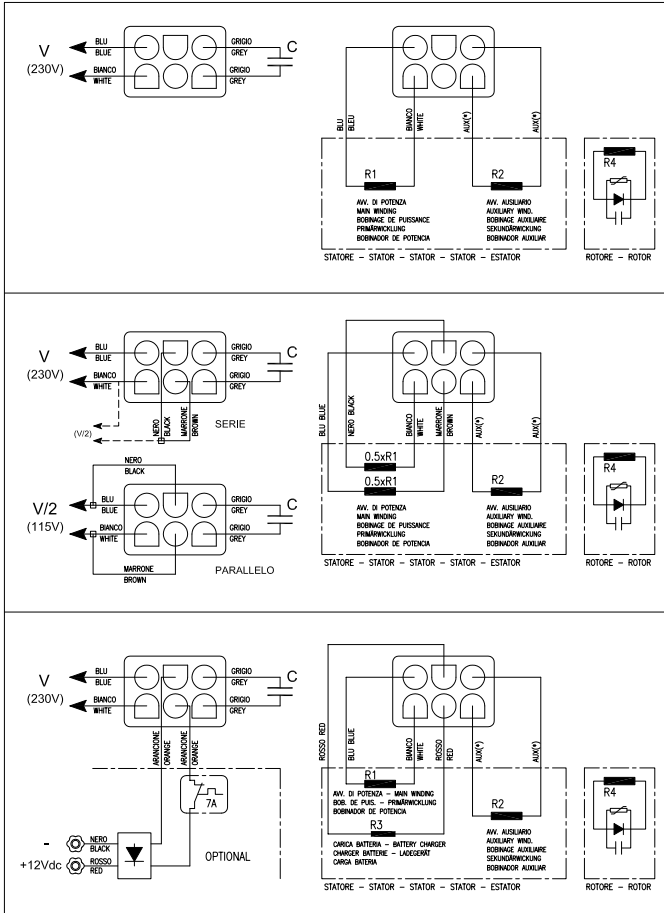 V
(230V)
BLU
BLUE
BIANCO
WHITE
GRIGIO
GREY
GRIGIO
GREY
C
BLU
BLEU
BIANCO
WHITE
AUX(*)
AUX(*)
R1
AVV. DI POTENZA
MAIN WINDING
BOBINAGE DE PUISSANCE
PRIMÄRWICKLUNG
BOBINADOR DE POTENCIA
R2
AVV. AUSILIARIO
AUXILIARY WIND.
BOBINAGE AUXILIAIRE
SEKUNDÄRWICKUNG
BOBINADOR AUXILIAR
STATORE - STATOR - STATOR - STATOR - ESTATOR
R4
ROTORE - ROTOR
V
(230V)
BLU
BLUE
BIANCO
WHITE
GRIGIO
GREY
GRIGIO
GREY
C
(V/2)
NERO
BLACK
MARRONE
BROWN
SERIE
NERO
BLACK
V/2
(115V)
BLU
BLUE
BIANCO
WHITE
GRIGIO
GREY
GRIGIO
GREY
C
MARRONE
BROWN
PARALLELO
BLU BLUE
NERO BLACK
BIANCO
WHITE
MARRONE
BROWN
AUX(*)
AUX(*)
0.5xR1
0.5xR1
AVV. DI POTENZA
MAIN WINDING
BOBINAGE DE PUISSANCE
PRIMÄRWICKLUNG
BOBINADOR DE POTENCIA
R2
AVV. AUSILIARIO
AUXILIARY WIND.
BOBINAGE AUXILIAIRE
SEKUNDÄRWICKUNG
BOBINADOR AUXILIAR
STATORE - STATOR - STATOR - STATOR - ESTATOR
R4
ROTORE - ROTOR
V
(230V)
BLU
BLUE
BIANCO
WHITE
GRIGIO
GREY
GRIGIO
GREY
C
ARANCIONE
ORANGE
ARANCIONE
ORANGE
7A
-
NERO
BLACK
+12Vdc
ROSSO
RED
OPTIONAL
ROSSO RED
BLU BLUE
BIANCO
WHITE
ROSSO
RED
AUX(*)
AUX(*)
R1
AVV. DI POTENZA - MAIN WINDING
BOB. DE PUIS. - PRIMÄRWICKLUNG
BOBINADOR DE POTENCIA
R3
CARICA BATTERIA - BATTERY CHARGER
CHARGER BATTERIE - LADEGERÄT
CARGA BATERIA
R2
AVV. AUSILIARIO
AUXILIARY WIND.
BOBINAGE AUXILIAIRE
SEKUNDÄRWICKUNG
BOBINADOR AUXILIAR
STATORE - STATOR - STATOR - STATOR - ESTATOR
R4
ROTORE - ROTOR